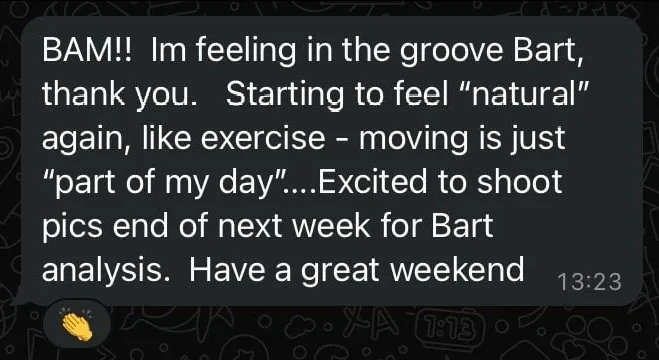 BAM!!  Im feeling in the groove Bart,
thank you.   Starting to feel “natural”
again, like exercise - moving is just
“part of my day”....Excited to shoot
pics end of next week for Bart
analysis.  Have a great weekend
13:23